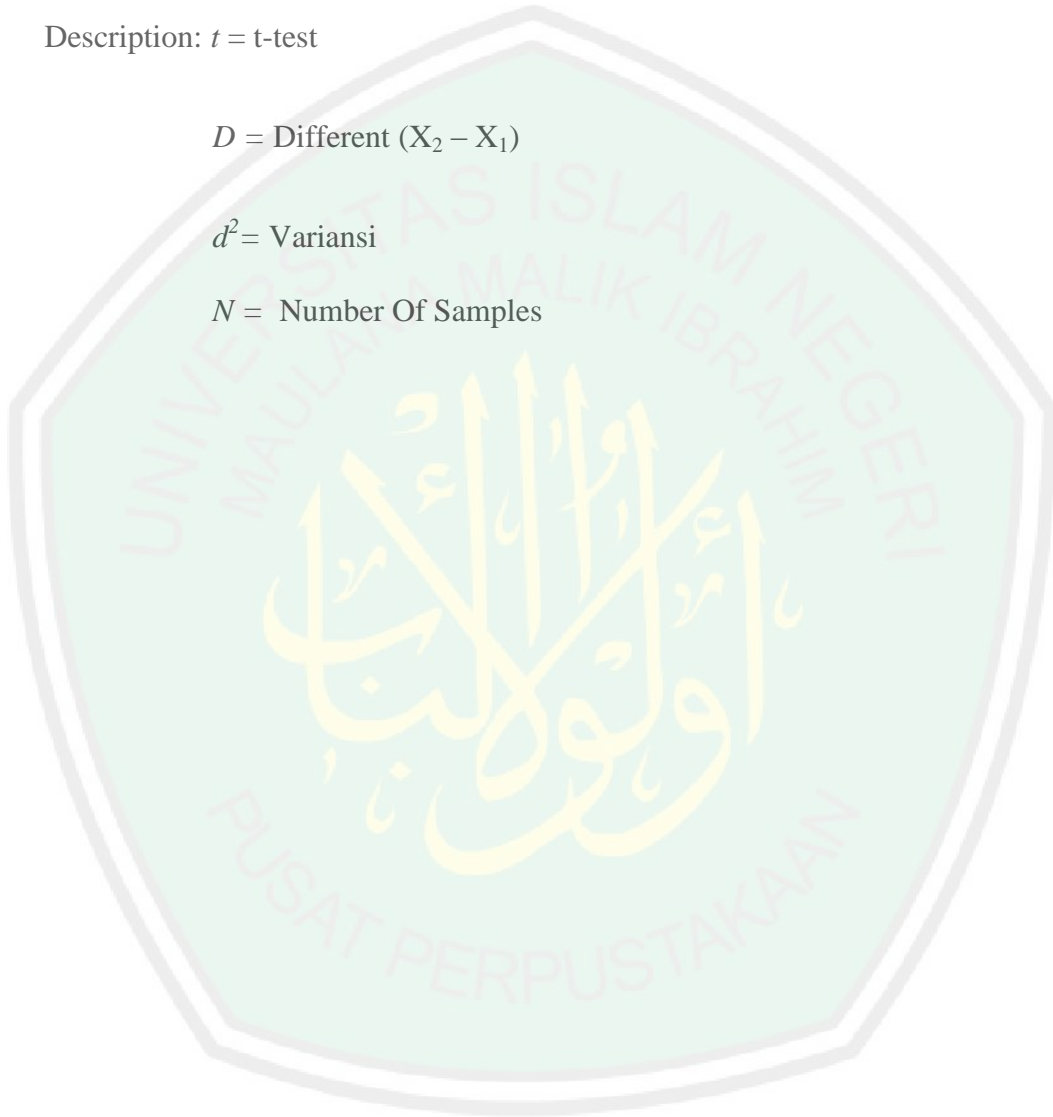 Description: t = t-test
D = Different (X₂ – X₁)
d²= Variansi
N = Number Of Samples
UNIVERSITAS ISLAM NEGERI
MAULANA MALIK IBRAHIM
PUSAT PERPUSTAKAAN